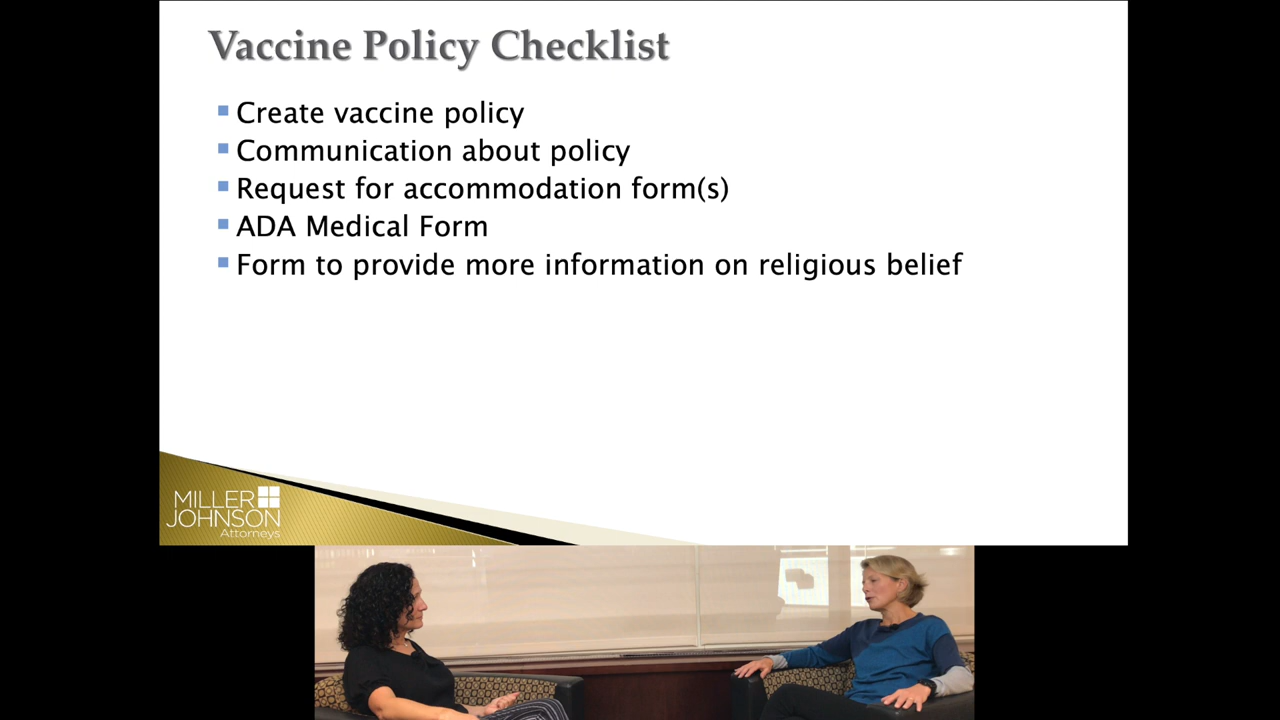 Vaccine Policy Checklist
Create vaccine policy
Communication about policy
Request for accommodation form(s)
ADA Medical Form
Form to provide more information on religious belief
MILLER
JOHNSON
Attorneys